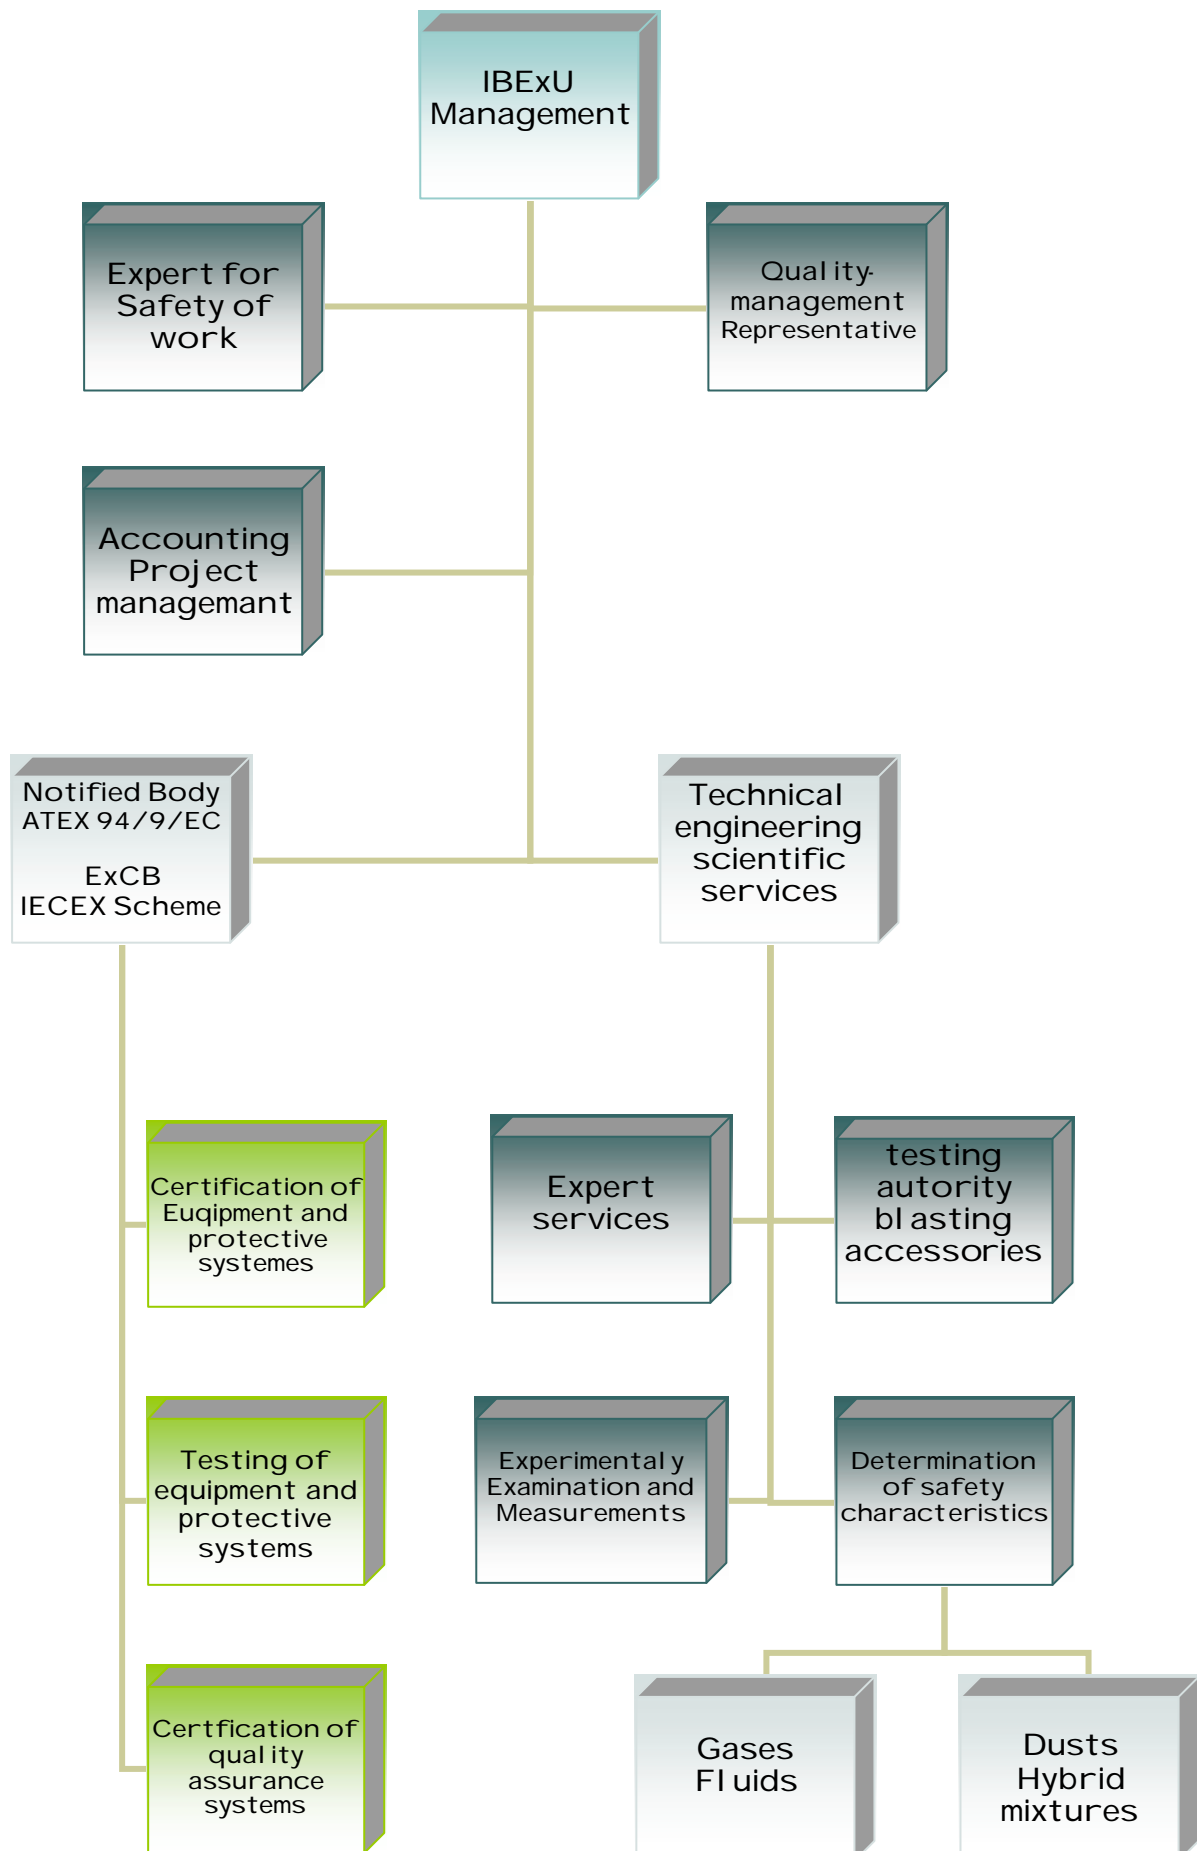 IBExU
Management
Expert for
Safety of
work
Quality-
management
Representative
Accounting
Project
managemant
Notified Body
ATEX 94/9/EC
ExCB
IECEX Scheme
Technical
engineering
scientific
services
Certification of
Euqipment and
protective
systemes
Expert
services
testing
autority
blasting
accessories
Testing of
equipment and
protective
systems
Experimentaly
Examination and
Measurements
Determination
of safety
characteristics
Certfication of
quality
assurance
systems
Gases
Fluids
Dusts
Hybrid
mixtures